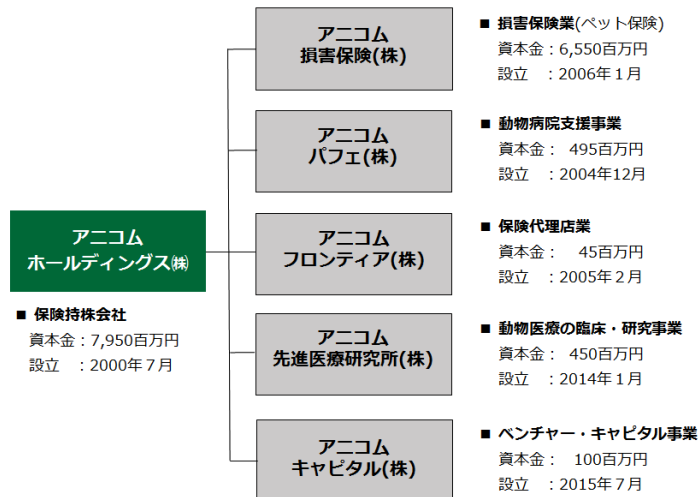 アニコム
損害保険(株)
■ 損害保険業(ペット保険)
資本金：6,550百万円
設立　：2006年１月
アニコム
パフェ(株)
■ 動物病院支援事業
資本金：  495百万円
設立　：2004年12月
アニコム
フロンティア(株)
■ 保険代理店業
資本金：   45百万円
設立　：2005年２月
アニコム
ホールディングス㈱
■ 保険持株会社
資本金：7,950百万円
設立　：2000年７月
アニコム
先進医療研究所(株)
■ 動物医療の臨床・研究事業
資本金：  450百万円
設立　：2014年１月
アニコム
キャピタル(株)
■ ベンチャー・キャピタル事業
資本金：  100百万円
設立　：2015年７月